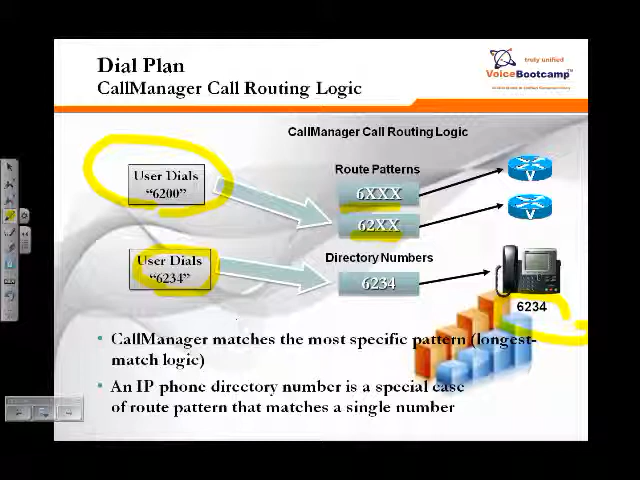 Dial Plan
CallManager Call Routing Logic
truly unified
VoiceBootcamp™
CallManager Call Routing Logic
Route Patterns
User Dials
“6200”
6XXX
V
62XX
V
User Dials
“6234”
Directory Numbers
6234
6234
• CallManager matches the most specific pattern (longest-
match logic)
• An IP phone directory number is a special case
of route pattern that matches a single number